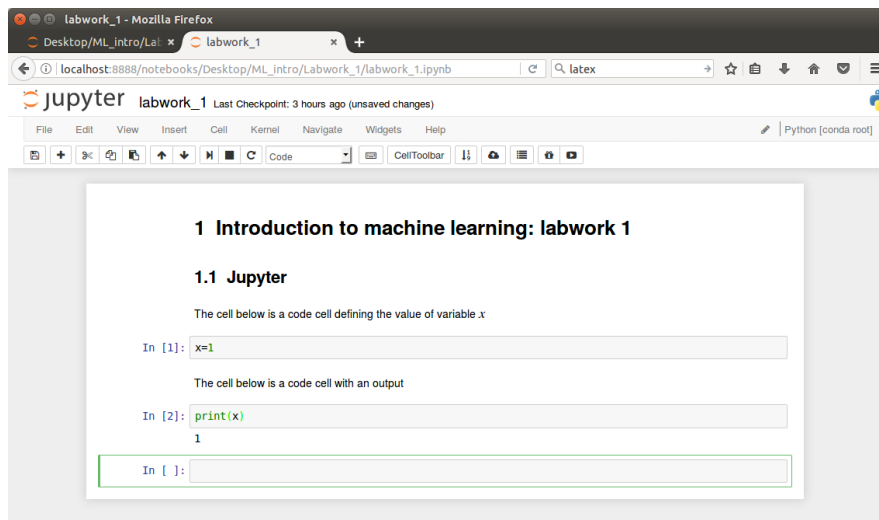 labwork_1 - Mozilla Firefox
Desktop/ML_intro/Lab labwork_1
localhost:8888/notebooks/Desktop/ML_intro/Labwork_1/labwork_1.ipynb latex
jupyter labwork_1 Last Checkpoint: 3 hours ago (unsaved changes)
File Edit View Insert Cell Kernel Navigate Widgets Help Python [conda root]
Code CellToolbar
1 Introduction to machine learning: labwork 1
1.1 Jupyter
The cell below is a code cell defining the value of variable x
In [1]: x=1
The cell below is a code cell with an output
In [2]: print(x)
1
In [ ]: